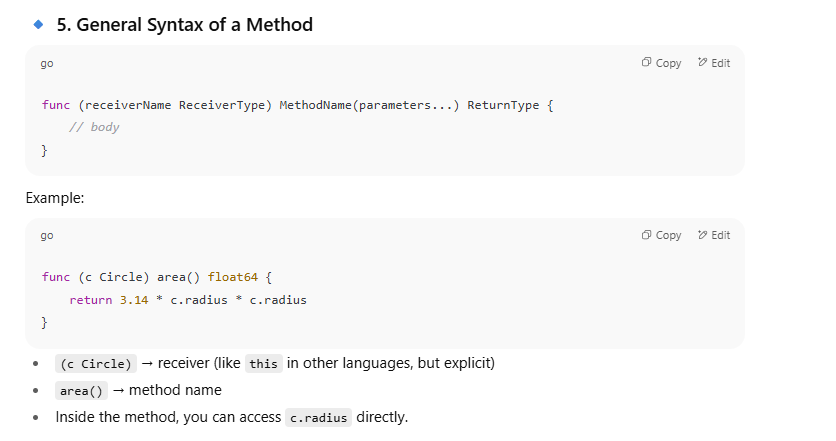 5. General Syntax of a Method
go
Copy Edit
func (receiverName ReceiverType) MethodName(parameters...) ReturnType {
    // body
}
Example:
go
Copy Edit
func (c Circle) area() float64 {
    return 3.14 * c.radius * c.radius
}
• (c Circle) → receiver (like this in other languages, but explicit)
• area() → method name
• Inside the method, you can access c.radius directly.